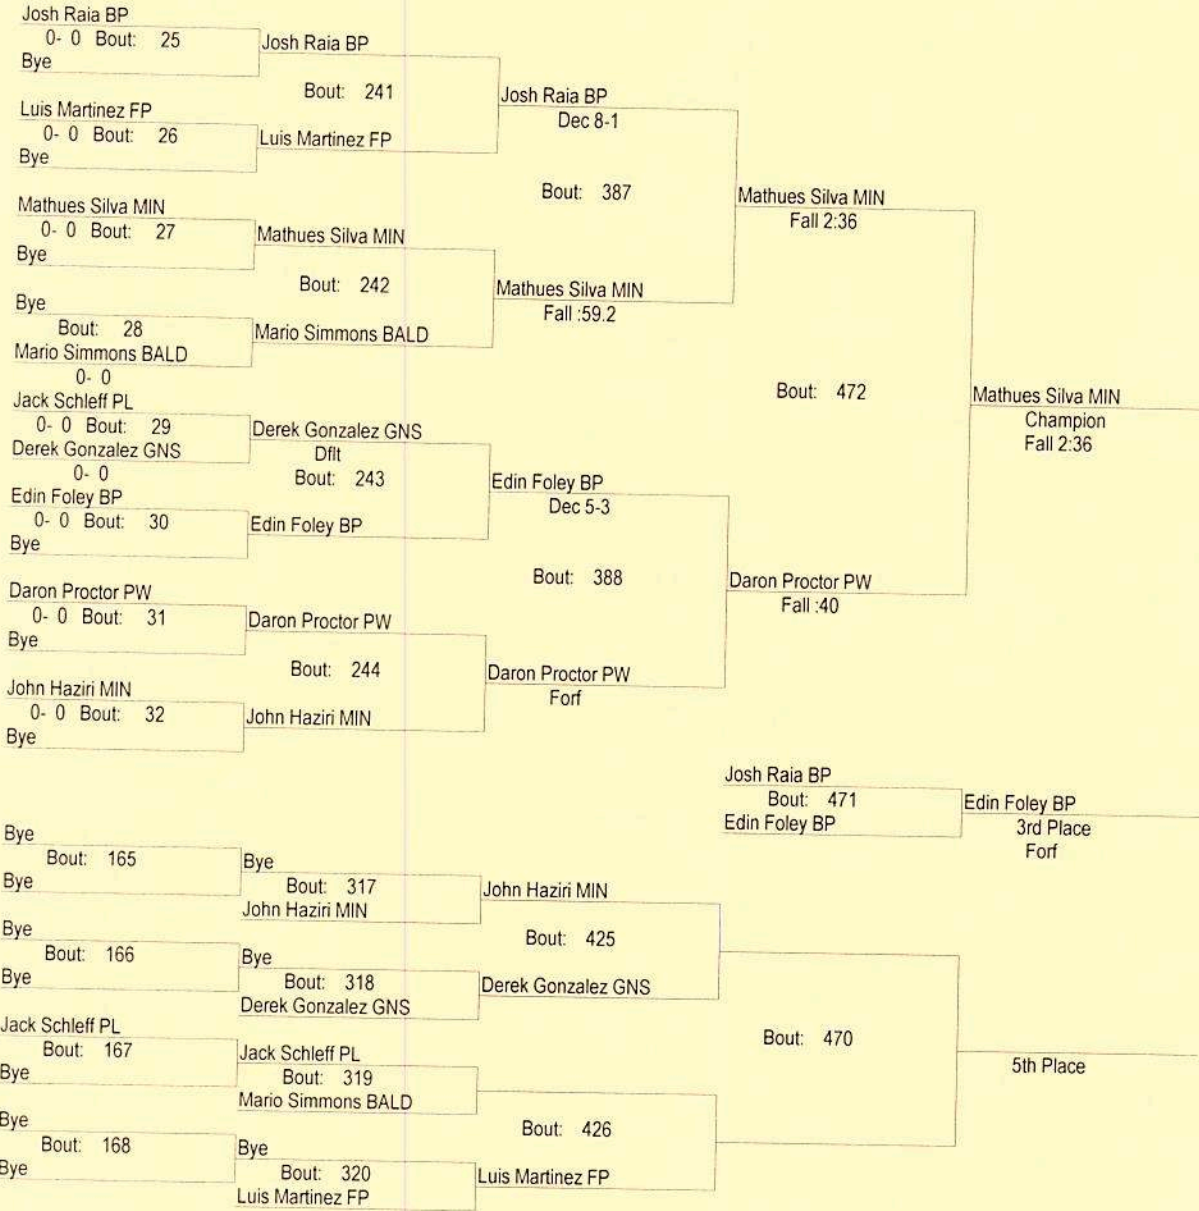 Josh Raia BP
0- 0 Bout: 25
Bye
Josh Raia BP
Bout: 241
Luis Martinez FP
0- 0 Bout: 26
Bye
Luis Martinez FP
Josh Raia BP
Dec 8-1
Bout: 387
Mathues Silva MIN
0- 0 Bout: 27
Bye
Mathues Silva MIN
Bout: 242
Bye
Bout: 28
Mario Simmons BALD
0- 0
Mario Simmons BALD
Mathues Silva MIN
Fall :59.2
Mathues Silva MIN
Fall 2:36
Bout: 472
Mathues Silva MIN
Champion
Fall 2:36
Jack Schleff PL
0- 0 Bout: 29
Derek Gonzalez GNS
0- 0
Derek Gonzalez GNS
Dflt
Bout: 243
Edin Foley BP
0- 0 Bout: 30
Bye
Edin Foley BP
Edin Foley BP
Dec 5-3
Bout: 388
Daron Proctor PW
Fall :40
Daron Proctor PW
0- 0 Bout: 31
Bye
Daron Proctor PW
Bout: 244
John Haziri MIN
0- 0 Bout: 32
Bye
John Haziri MIN
Daron Proctor PW
Forf
Josh Raia BP
Bout: 471
Edin Foley BP
Edin Foley BP
3rd Place
Forf
Bye
Bout: 165
Bye
Bye
Bout: 317
John Haziri MIN
John Haziri MIN
Bout: 425
Bye
Bout: 166
Bye
Bye
Bout: 318
Derek Gonzalez GNS
Derek Gonzalez GNS
Bout: 470
5th Place
Jack Schleff PL
Bout: 167
Bye
Jack Schleff PL
Bout: 319
Mario Simmons BALD
Bout: 426
Bye
Bout: 168
Bye
Bye
Bout: 320
Luis Martinez FP
Luis Martinez FP